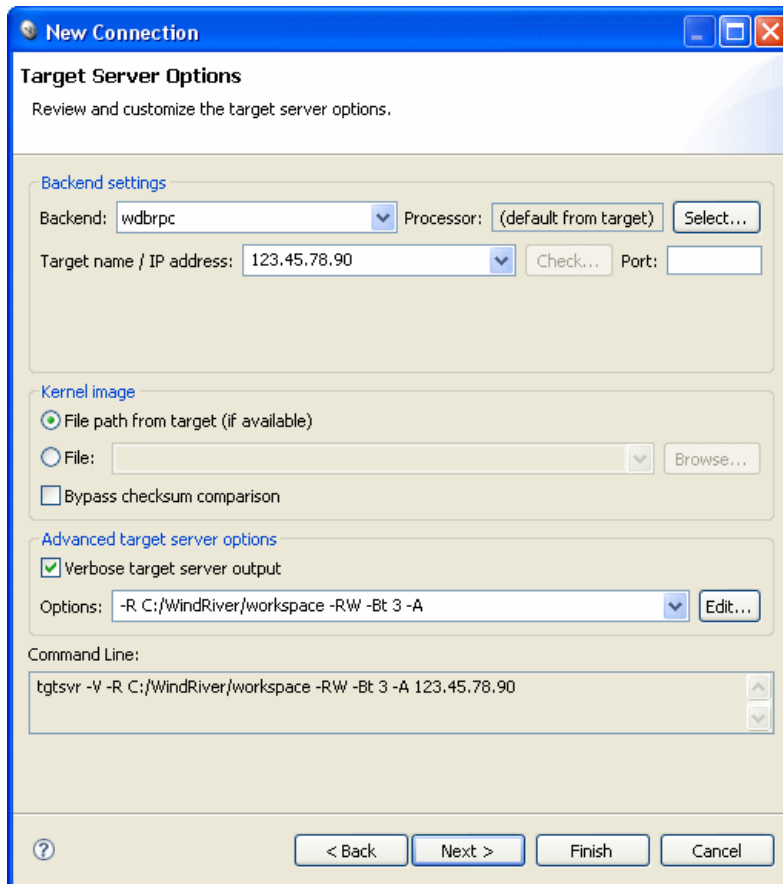 New Connection
Target Server Options
Review and customize the target server options.
Backend settings
Backend: wdbrpc Processor: (default from target) Select...
Target name / IP address: 123.45.78.90 Check... Port:
Kernel image
File path from target (if available)
File: Browse...
Bypass checksum comparison
Advanced target server options
Verbose target server output
Options: -R C:/WindRiver/workspace -RW -Bt 3 -A Edit...
Command Line:
tgtsvr -V -R C:/WindRiver/workspace -RW -Bt 3 -A 123.45.78.90
? < Back Next > Finish Cancel